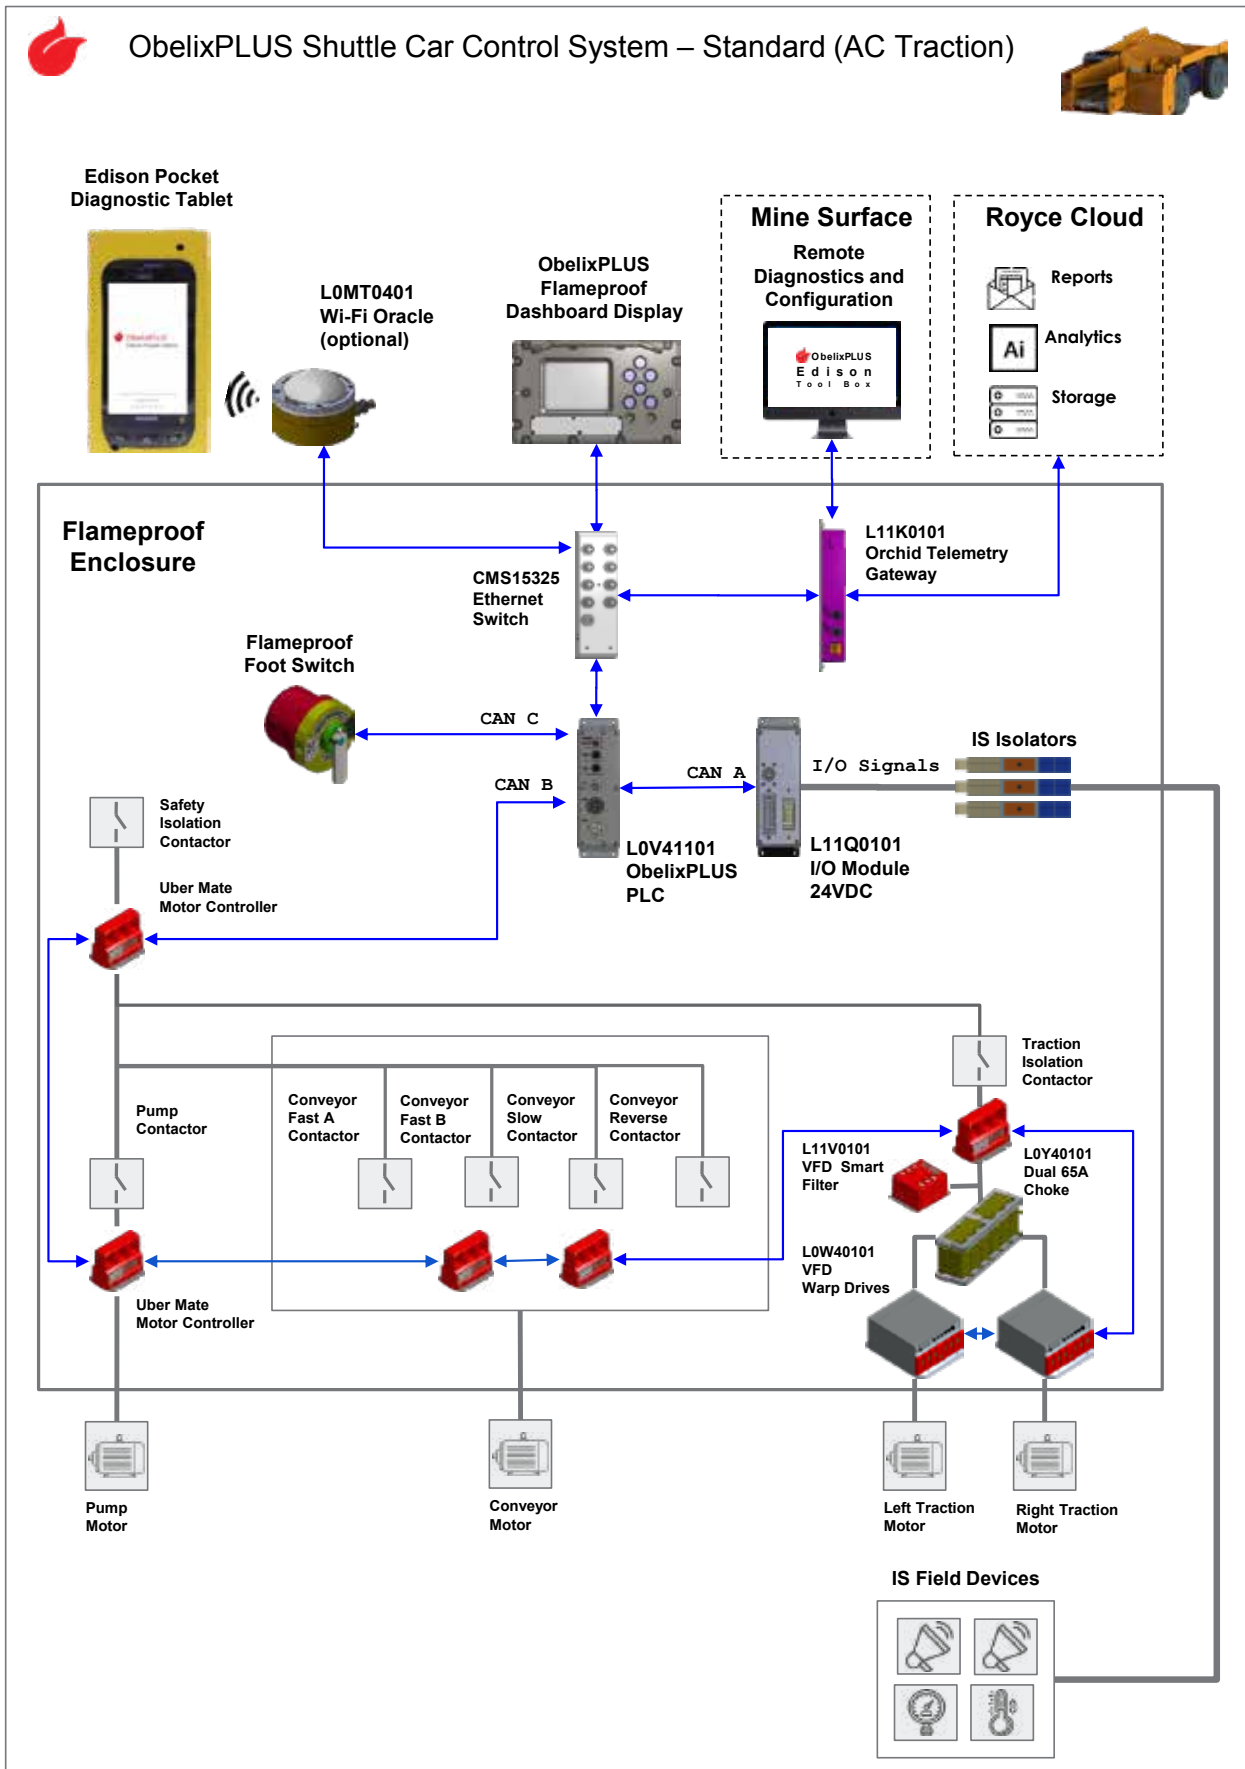 ObelixPLUS Shuttle Car Control System – Standard (AC Traction)
Edison Pocket
Diagnostic Tablet
ObelixPLUS
L0MT0401
Wi-Fi Oracle
(optional)
ObelixPLUS
Flameproof
Dashboard Display
Mine Surface
Remote
Diagnostics and
Configuration
ObelixPLUS
Edison
Tool Box
Royce Cloud
Reports
Ai
Analytics
Storage
Flameproof
Enclosure
CMS15325
Ethernet
Switch
L11K0101
Orchid Telemetry
Gateway
Flameproof
Foot Switch
CAN C
CAN B
CAN A
I/O Signals
IS Isolators
L0V41101
ObelixPLUS
PLC
L11Q0101
I/O Module
24VDC
Safety
Isolation
Contactor
Uber Mate
Motor Controller
Traction
Isolation
Contactor
Pump
Contactor
Conveyor
Fast A
Contactor
Conveyor
Fast B
Contactor
Conveyor
Slow
Contactor
Conveyor
Reverse
Contactor
L11V0101
VFD Smart
Filter
L0Y40101
Dual 65A
Choke
L0W40101
VFD
Warp Drives
Uber Mate
Motor Controller
Pump
Motor
Conveyor
Motor
Left Traction
Motor
Right Traction
Motor
IS Field Devices